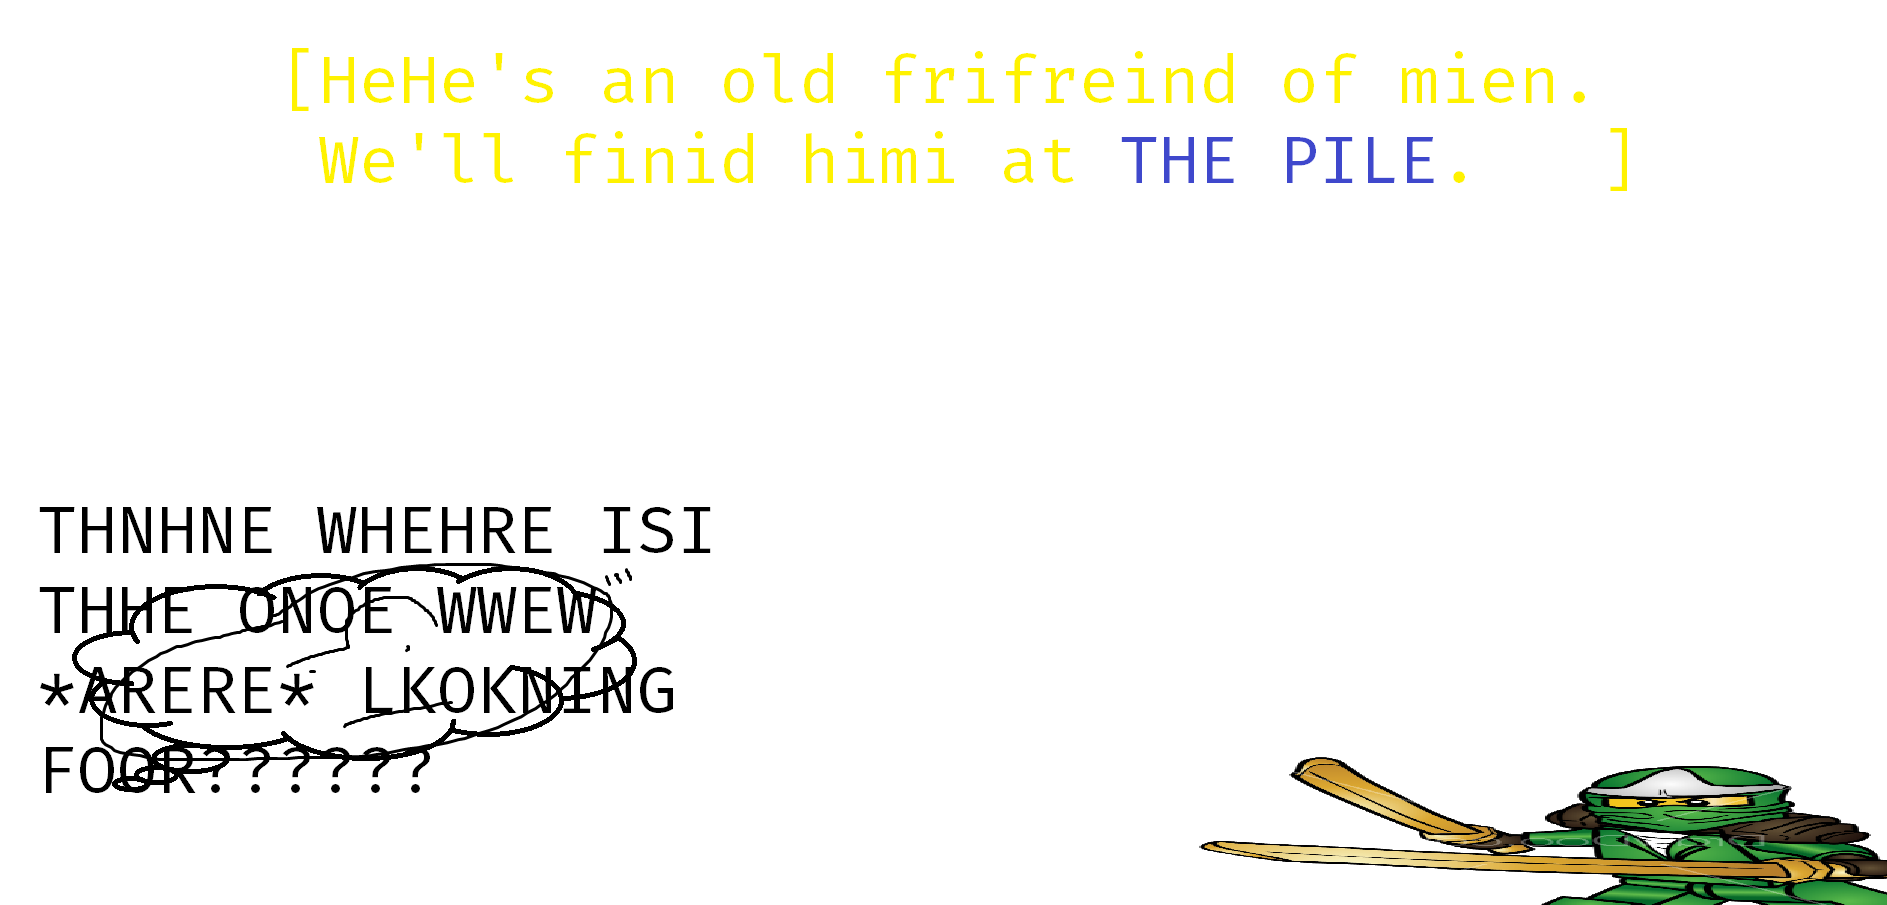 [HeHe's an old frifreind of mien.
We'll finid himi at THE PILE. ]
THNHNE WHEHRE ISI
THHE ONOE WWEW
*ARERE* LKOKNING
FOOR??????